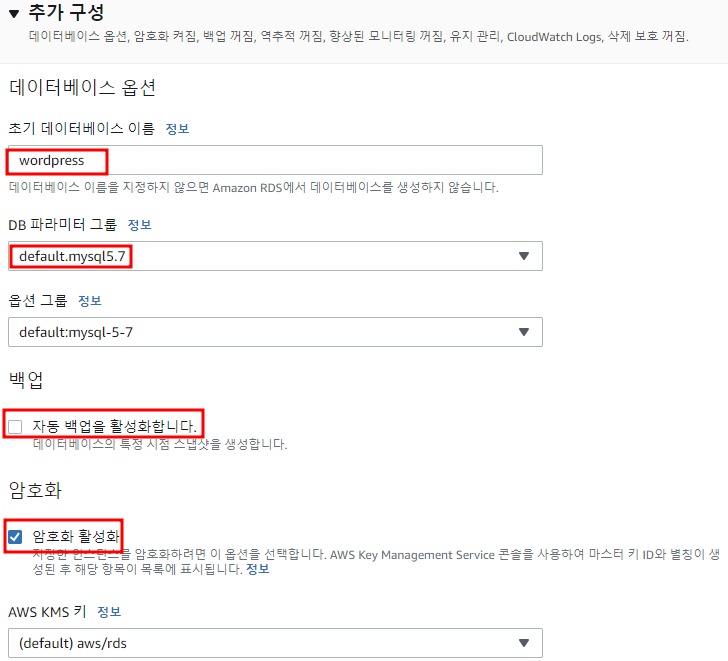 추가 구성
데이터베이스 옵션, 암호화 켜짐, 백업 꺼짐, 역추적 꺼짐, 향상된 모니터링 꺼짐, 유지 관리, CloudWatch Logs, 삭제 보호 꺼짐.
데이터베이스 옵션
초기 데이터베이스 이름 정보
wordpress
데이터베이스 이름을 지정하지 않으면 Amazon RDS에서 데이터베이스를 생성하지 않습니다.
DB 파라미터 그룹 정보
default.mysql5.7
옵션 그룹 정보
default:mysql-5-7
백업
자동 백업을 활성화합니다.
데이터베이스의 특정 시점 스냅샷을 생성합니다.
암호화
암호화 활성화
지정한 인스턴스를 암호화하려면 이 옵션을 선택합니다. AWS Key Management Service 콘솔을 사용하여 마스터 키 ID와 별칭이 생
성된 후 해당 항목이 목록에 표시됩니다. 정보
AWS KMS 키 정보
(default) aws/rds